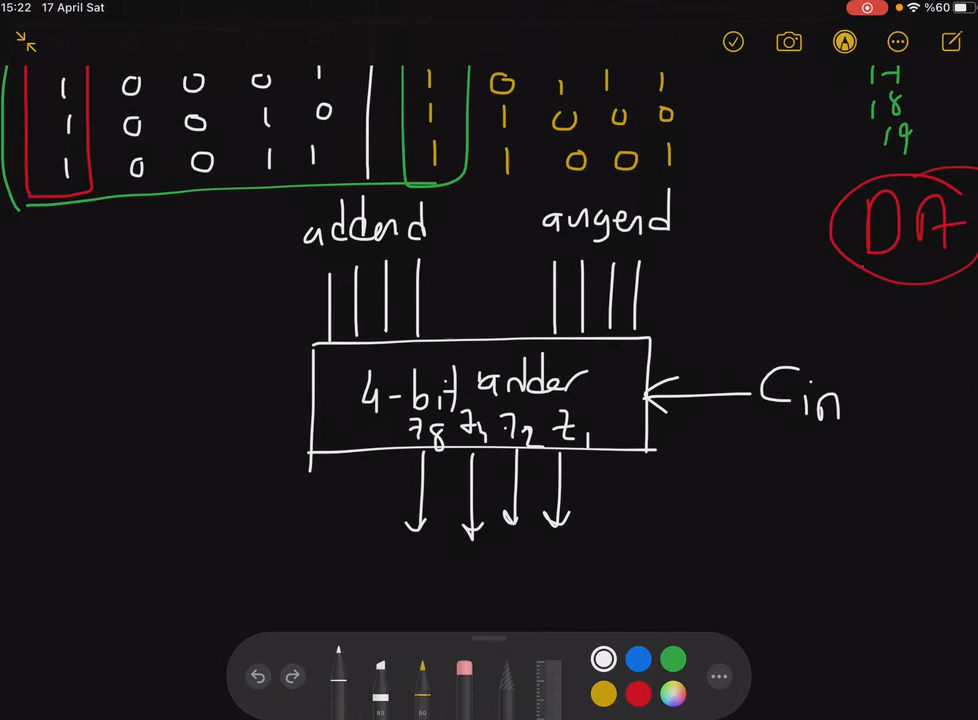 15:22 17 April Sat %60
1 0 0 0 1 1 0 1 1 1
1 0 0 1 0 1 1 0 0 0 18
1 0 0 1 1 1 1 0 0 1 19
addend augend DA
4-bit adder Cin
z8 z4 z2 z1
80 50